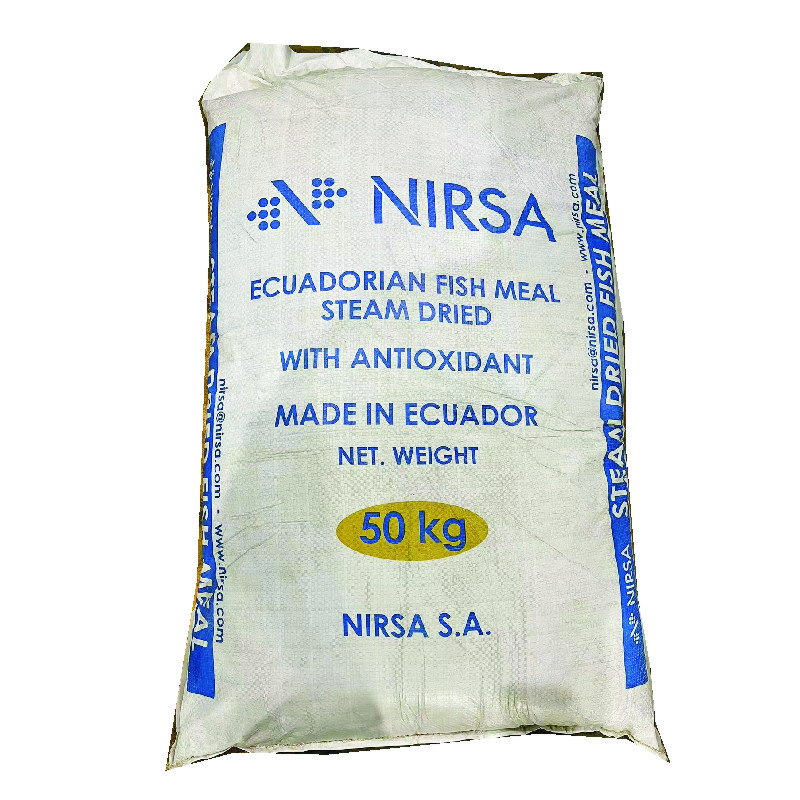 NIRSA
ECUADORIAN FISH MEAL
STEAM DRIED
WITH ANTIOXIDANT
MADE IN ECUADOR
NET. WEIGHT
50 kg
NIRSA S.A.
nirsa@nirsa.com - www.nirsa.com
STEAM DRIED FISH MEAL
nirsa@nirsa.com - www.nirsa.com
NIRSA STEAM DRIED FISH MEAL